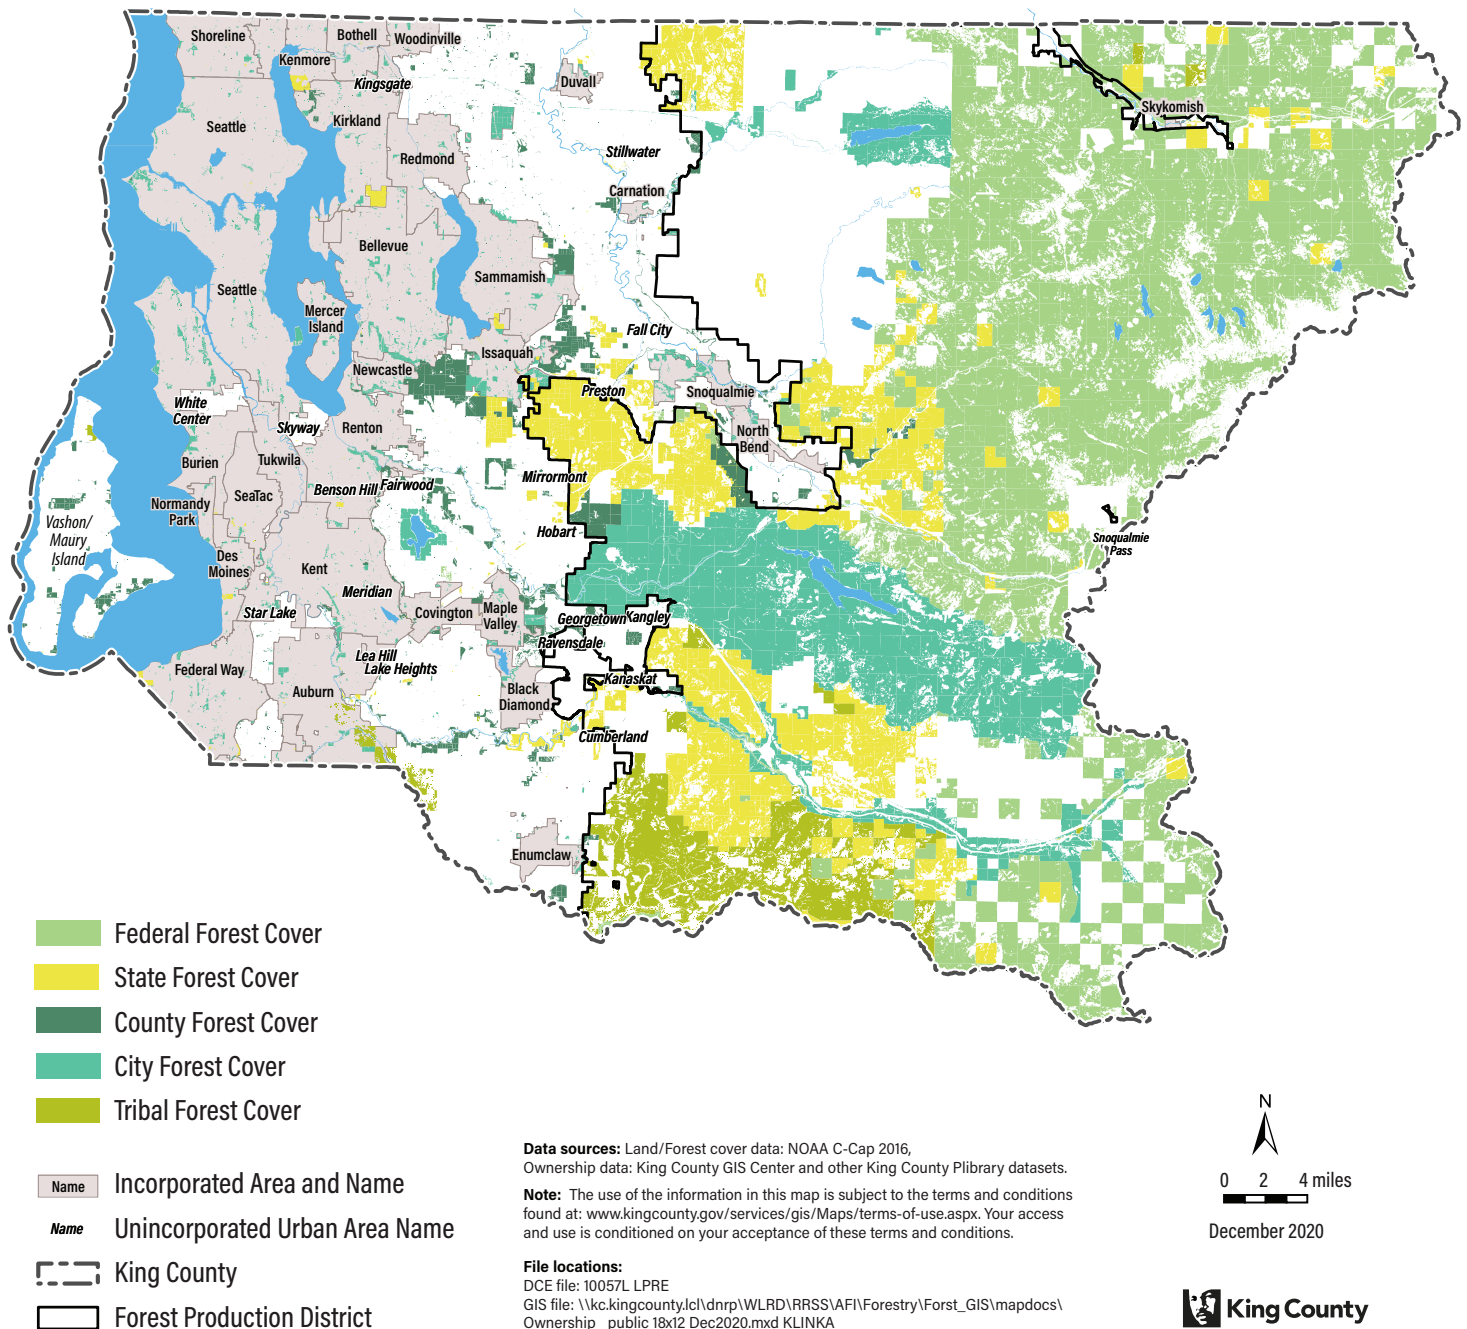 Shoreline
Bothell
Woodinville
Kenmore
Kingsgate
Duvall
Kirkland
Seattle
Redmond
Stillwater
Carnation
Skykomish
Bellevue
Sammamish
Seattle
Mercer
Island
Fall City
Issaquah
Newcastle
Preston
Snoqualmie
White
Center
Skyway
Renton
North
Bend
Burien
Tukwila
SeaTac
Benson Hill
Fairwood
Mirrormont
Normandy
Park
Vashon/
Maury
Island
Hobart
Snoqualmie
Pass
Des
Moines
Kent
Meridian
Star Lake
Covington
Maple
Valley
Georgetown
Kangley
Ravensdale
Lea Hill
Lake Heights
Federal Way
Auburn
Black
Diamond
Kanaskat
Cumberland
Enumclaw
Federal Forest Cover
State Forest Cover
County Forest Cover
City Forest Cover
Tribal Forest Cover
Name Incorporated Area and Name
Name Unincorporated Urban Area Name
King County
Forest Production District
Data sources: Land/Forest cover data: NOAA C-Cap 2016,
Ownership data: King County GIS Center and other King County Plibrary datasets.
Note: The use of the information in this map is subject to the terms and conditions
found at: www.kingcounty.gov/services/gis/Maps/terms-of-use.aspx. Your access
and use is conditioned on your acceptance of these terms and conditions.
File locations:
DCE file: 10057L LPRE
GIS file: \\kc.kingcounty.lcl\dnrp\WLRD\RRSS\AFI\Forestry\Forst_GIS\mapdocs\
Ownership_public 18x12 Dec2020.mxd KLINKA
N
0 2 4 miles
December 2020
King County